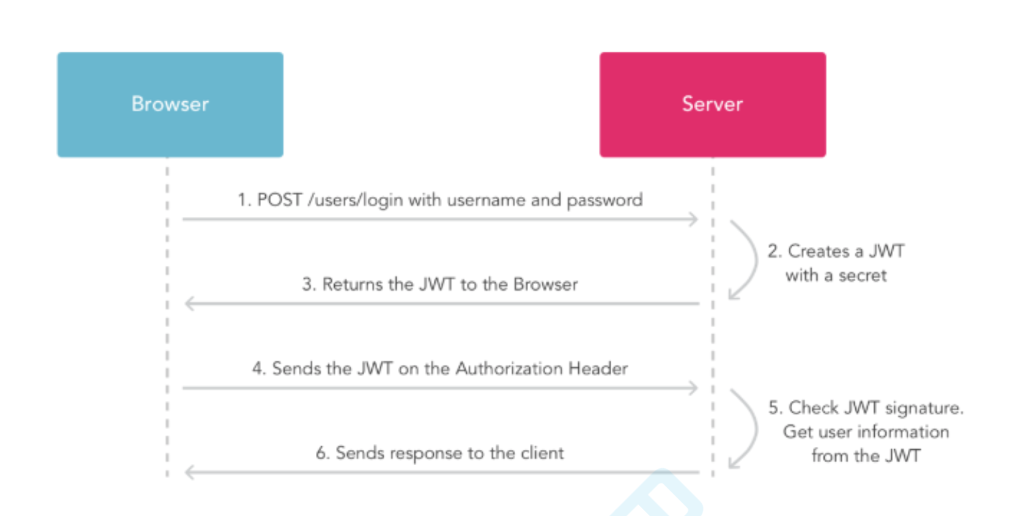 Browser
Server
1. POST /users/login with username and password
2. Creates a JWT
with a secret
3. Returns the JWT to the Browser
4. Sends the JWT on the Authorization Header
5. Check JWT signature.
Get user information
from the JWT
6. Sends response to the client